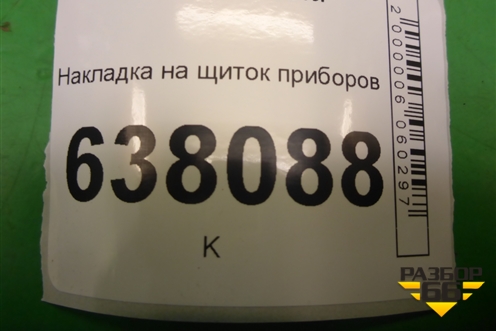 Накладка на щиток приборов
638088
К
2000006060297
РАЗБОР
66